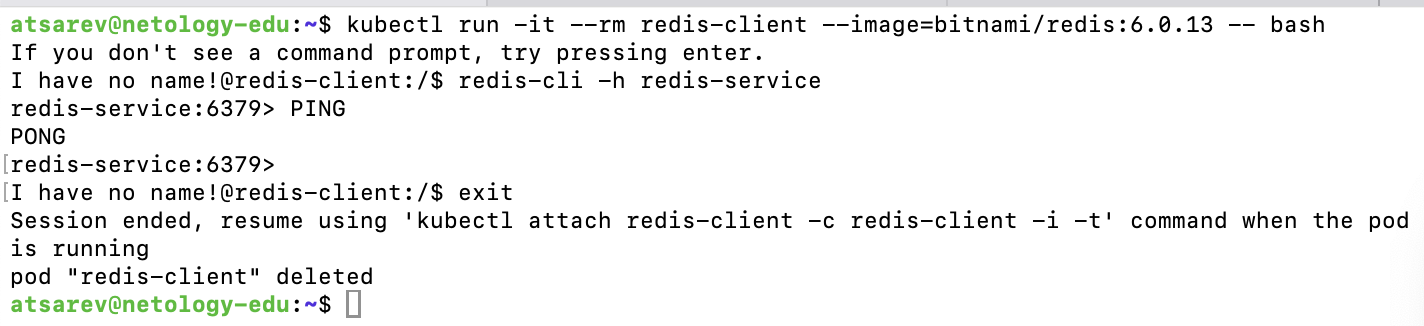 atsarev@netology-edu:~$ kubectl run -it --rm redis-client --image=bitnami/redis:6.0.13 -- bash
If you don't see a command prompt, try pressing enter.
I have no name!@redis-client:/$ redis-cli -h redis-service
redis-service:6379> PING
PONG
[redis-service:6379>
[I have no name!@redis-client:/$ exit
Session ended, resume using 'kubectl attach redis-client -c redis-client -i -t' command when the pod
is running
pod "redis-client" deleted
atsarev@netology-edu:~$